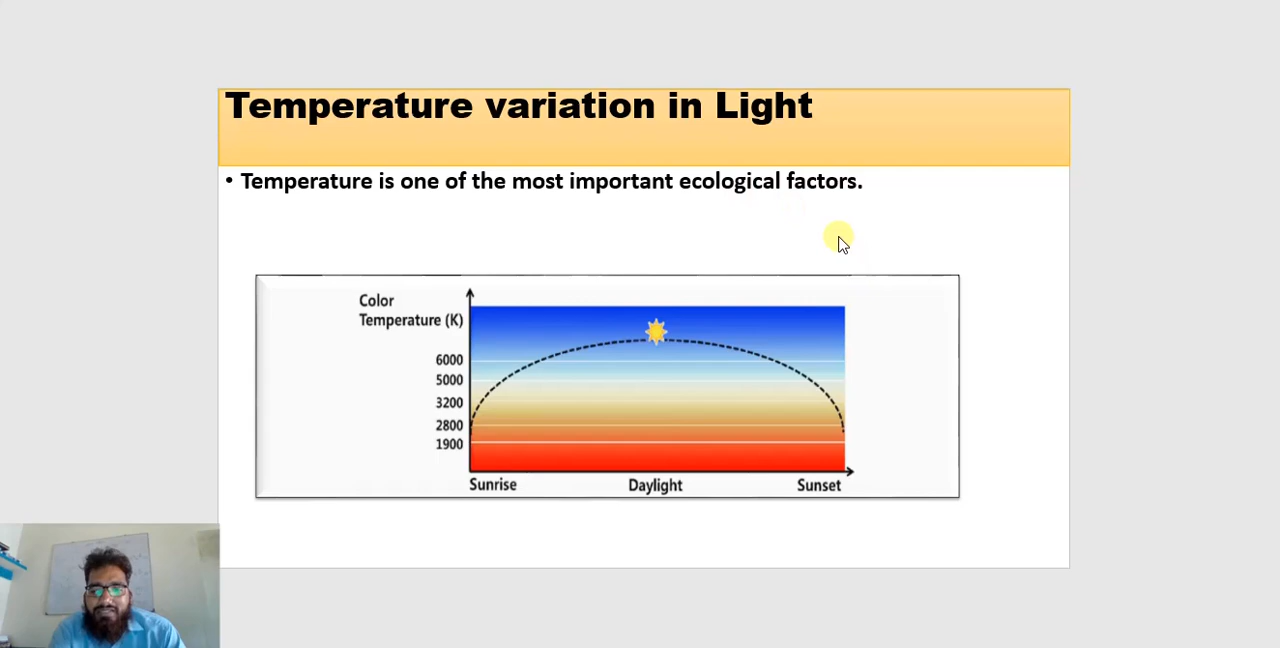 Temperature variation in Light
• Temperature is one of the most important ecological factors.
Color
Temperature (K)
6000
5000
3200
2800
1900
Sunrise Daylight Sunset